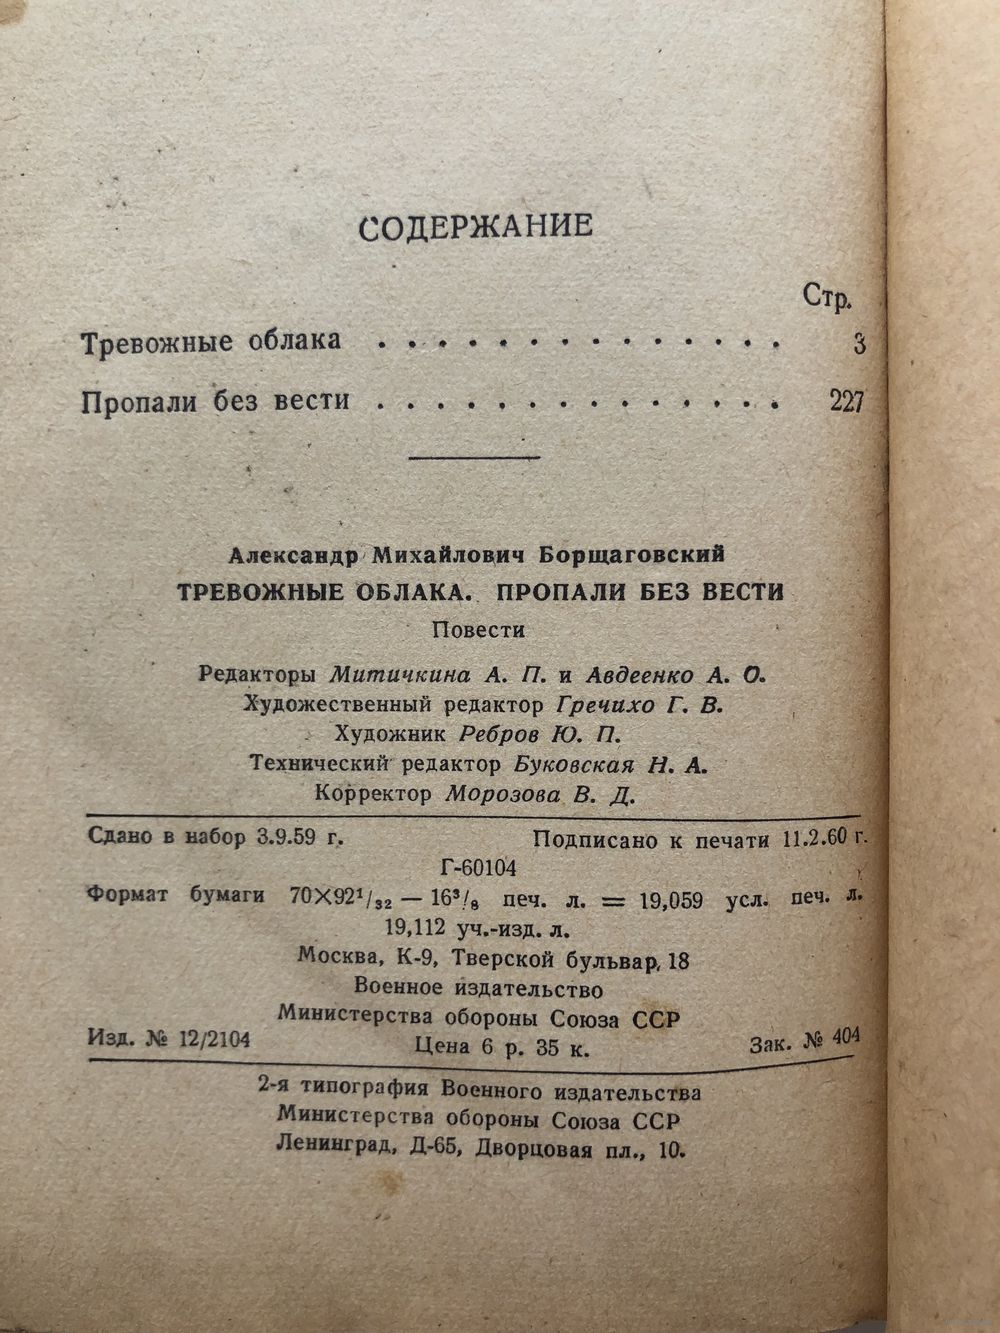 СОДЕРЖАНИЕ
Стр.
Тревожные облака . . . . . . . . . . . . . . 3
Пропали без вести . . . . . . . . . . . . . . 227
Александр Михайлович Борщаговский
ТРЕВОЖНЫЕ ОБЛАКА. ПРОПАЛИ БЕЗ ВЕСТИ
Повести
Редакторы Митичкина А. П. и Авдеенко А. О.
Художественный редактор Гречихо Г. В.
Художник Ребров Ю. П.
Технический редактор Буковская Н. А.
Корректор Морозова В. Д.
Сдано в набор 3.9.59 г. Подписано к печати 11.2.60 г.
Г-60104
Формат бумаги 70×92¹/₃₂ — 16³/₈ печ. л. = 19,059 усл. печ. л.
19,112 уч.-изд. л.
Москва, К-9, Тверской бульвар, 18
Военное издательство
Министерства обороны Союза ССР
Изд. № 12/2104 Цена 6 р. 35 к. Зак. № 404
2-я типография Военного издательства
Министерства обороны Союза ССР
Ленинград, Д-65, Дворцовая пл., 10.